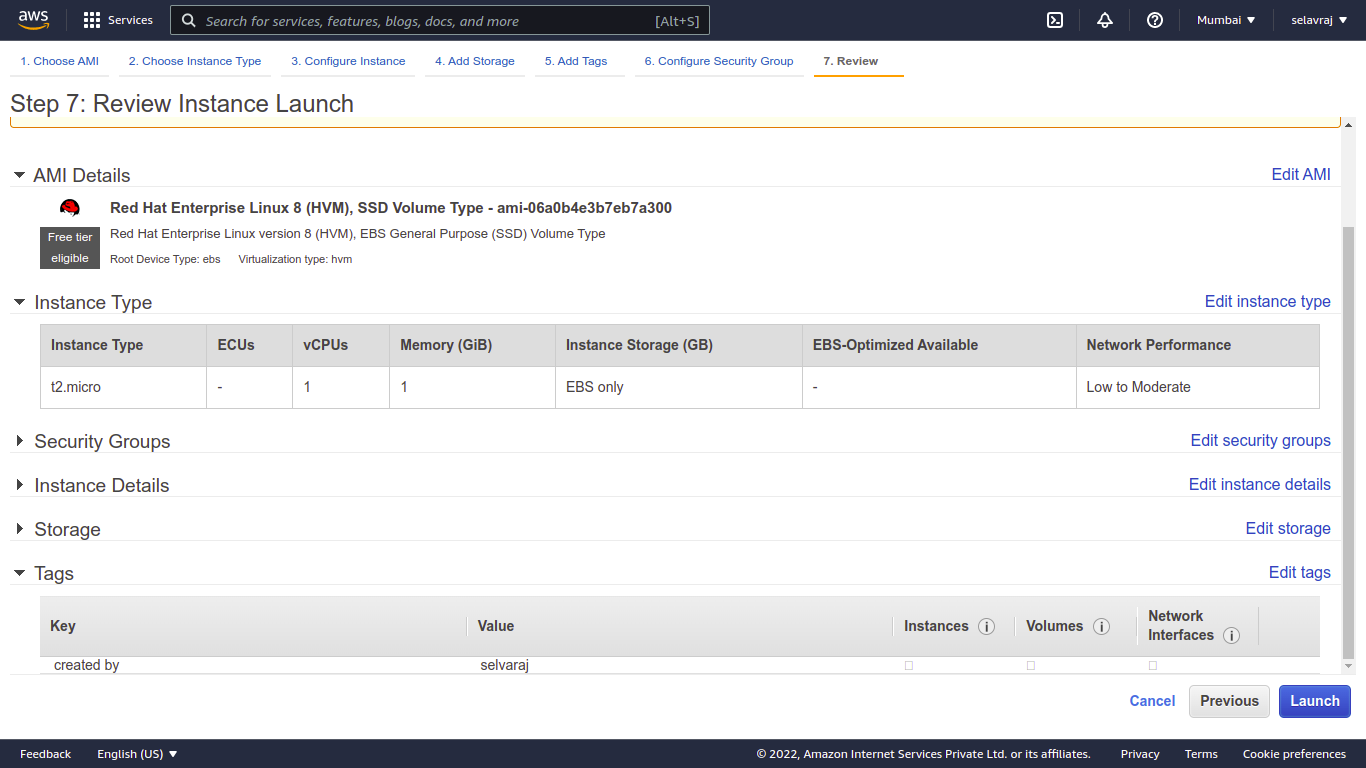 aws
Services
Search for services, features, blogs, docs, and more [Alt+S]
Mumbai ▼
selavraj ▼
1. Choose AMI
2. Choose Instance Type
3. Configure Instance
4. Add Storage
5. Add Tags
6. Configure Security Group
7. Review
Step 7: Review Instance Launch
AMI Details
Edit AMI
Red Hat Enterprise Linux 8 (HVM), SSD Volume Type - ami-06a0b4e3b7eb7a300
Free tier
eligible
Red Hat Enterprise Linux version 8 (HVM), EBS General Purpose (SSD) Volume Type
Root Device Type: ebs Virtualization type: hvm
Instance Type
Edit instance type
Instance Type ECUs vCPUs Memory (GiB) Instance Storage (GB) EBS-Optimized Available Network Performance
t2.micro - 1 1 EBS only - Low to Moderate
Security Groups
Edit security groups
Instance Details
Edit instance details
Storage
Edit storage
Tags
Edit tags
Key Value Instances Volumes Network
Interfaces
created by selvaraj
Cancel
Previous
Launch
Feedback
English (US) ▼
© 2022, Amazon Internet Services Private Ltd. or its affiliates.
Privacy
Terms
Cookie preferences